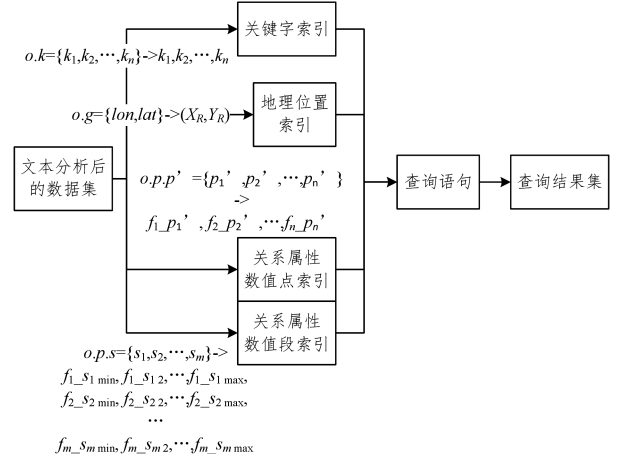 关键字索引
o.k={k1,k2,…,kn}->k1,k2,…,kn
o.g={lon,lat}->(XR,YR)
地理位置
索引
文本分析后
的数据集
o.p.p’={p1’,p2’,…,pn’}
->
f1_p1’,f2_p2’,…,fn_pn’
查询语句
查询结果集
关系属性
数值点索引
关系属性
数值段索引
o.p.s={s1,s2,…,sm}->
f1_s1 min,f1_s1 2,…,f1_s1 max,
f2_s2 min,f2_s2 2,…,f2_s2 max,
…
fm_sm min,fm_sm 2,…,fm_sm max